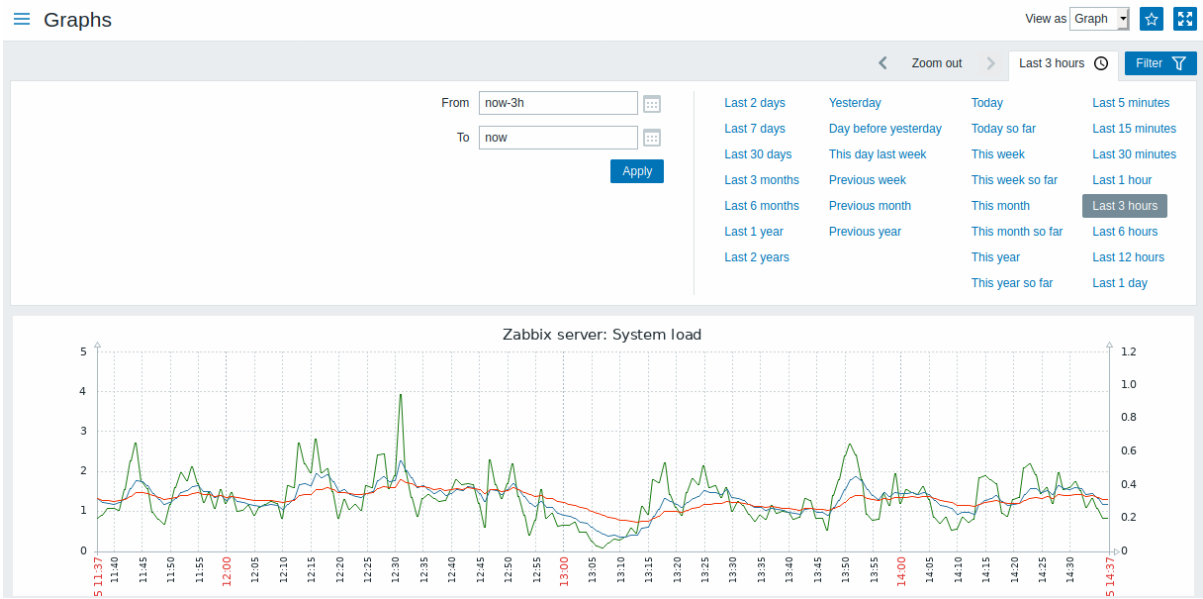 Graphs
View as Graph
Zoom out Last 3 hours Filter
From now-3h
To now
Apply
Last 2 days Yesterday Today Last 5 minutes
Last 7 days Day before yesterday Today so far Last 15 minutes
Last 30 days This day last week This week Last 30 minutes
Last 3 months Previous week This week so far Last 1 hour
Last 6 months Previous month This month Last 3 hours
Last 1 year Previous year This month so far Last 6 hours
Last 2 years This year Last 12 hours
This year so far Last 1 day
Zabbix server: System load
5 1.2
4 1.0
3 0.8
2 0.6
1 0.4
0 0.2
0
11:37 11:40 11:45 11:50 11:55 12:00 12:05 12:10 12:15 12:20 12:25 12:30 12:35 12:40 12:45 12:50 12:55 13:00 13:05 13:10 13:15 13:20 13:25 13:30 13:35 13:40 13:45 13:50 13:55 14:00 14:05 14:10 14:15 14:20 14:25 14:30 14:37